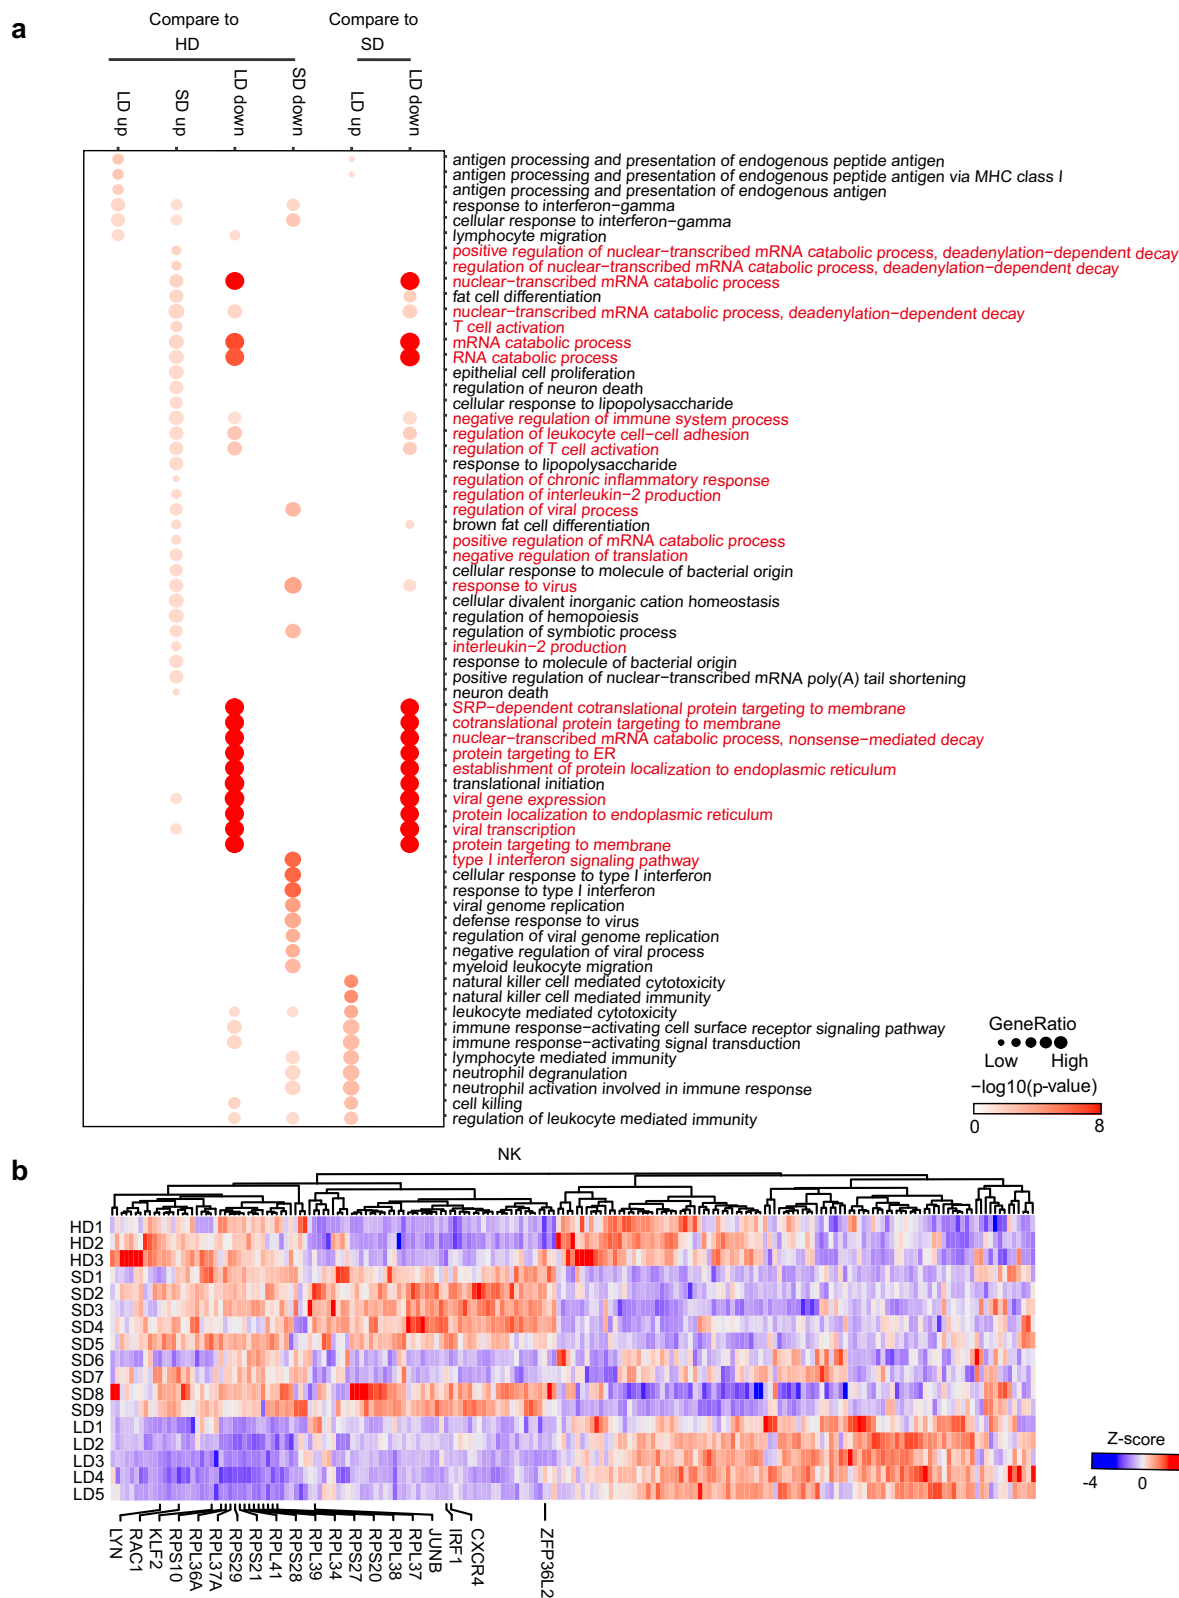 a
Compare to
HD
Compare to
SD
LD up
SD up
LD down
SD down
LD up
LD down
antigen processing and presentation of endogenous peptide antigen
antigen processing and presentation of endogenous peptide antigen via MHC class I
antigen processing and presentation of endogenous antigen
response to interferon−gamma
cellular response to interferon−gamma
lymphocyte migration
positive regulation of nuclear−transcribed mRNA catabolic process, deadenylation−dependent decay
regulation of nuclear−transcribed mRNA catabolic process, deadenylation−dependent decay
nuclear−transcribed mRNA catabolic process
fat cell differentiation
nuclear−transcribed mRNA catabolic process, deadenylation−dependent decay
T cell activation
mRNA catabolic process
RNA catabolic process
epithelial cell proliferation
regulation of neuron death
cellular response to lipopolysaccharide
negative regulation of immune system process
regulation of leukocyte cell−cell adhesion
regulation of T cell activation
response to lipopolysaccharide
regulation of chronic inflammatory response
regulation of interleukin−2 production
regulation of viral process
brown fat cell differentiation
positive regulation of mRNA catabolic process
negative regulation of translation
cellular response to molecule of bacterial origin
response to virus
cellular divalent inorganic cation homeostasis
regulation of hemopoiesis
regulation of symbiotic process
interleukin−2 production
response to molecule of bacterial origin
positive regulation of nuclear−transcribed mRNA poly(A) tail shortening
neuron death
SRP−dependent cotranslational protein targeting to membrane
cotranslational protein targeting to membrane
nuclear−transcribed mRNA catabolic process, nonsense−mediated decay
protein targeting to ER
establishment of protein localization to endoplasmic reticulum
translational initiation
viral gene expression
protein localization to endoplasmic reticulum
viral transcription
protein targeting to membrane
type I interferon signaling pathway
cellular response to type I interferon
response to type I interferon
viral genome replication
defense response to virus
regulation of viral genome replication
negative regulation of viral process
myeloid leukocyte migration
natural killer cell mediated cytotoxicity
natural killer cell mediated immunity
leukocyte mediated cytotoxicity
immune response−activating cell surface receptor signaling pathway
immune response−activating signal transduction
lymphocyte mediated immunity
neutrophil degranulation
neutrophil activation involved in immune response
cell killing
regulation of leukocyte mediated immunity
GeneRatio
Low High
−log10(p-value)
0 8
b
NK
HD1
HD2
HD3
SD1
SD2
SD3
SD4
SD5
SD6
SD7
SD8
SD9
LD1
LD2
LD3
LD4
LD5
Z-score
-4 0
LYN
RAC1
KLF2
RPS10
RPL36A
RPL37A
RPS29
RPS21
RPL41
RPS28
RPL39
RPL34
RPS27
RPS20
RPL38
RPL37
JUNB
IRF1
CXCR4
ZFP36L2